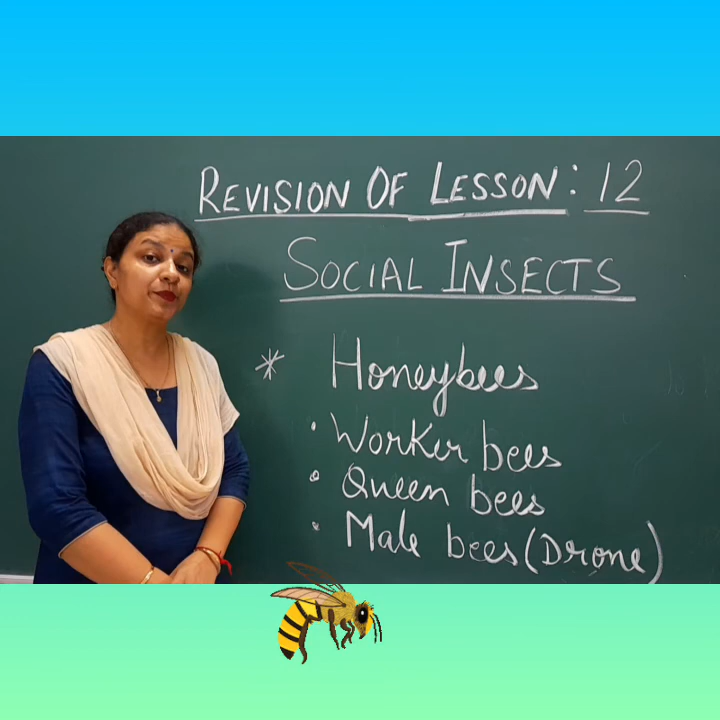 REVISION OF LESSON: 12
SOCIAL INSECTS
* Honeybees
• Worker bees
• Queen bees
• Male bees (Drone)